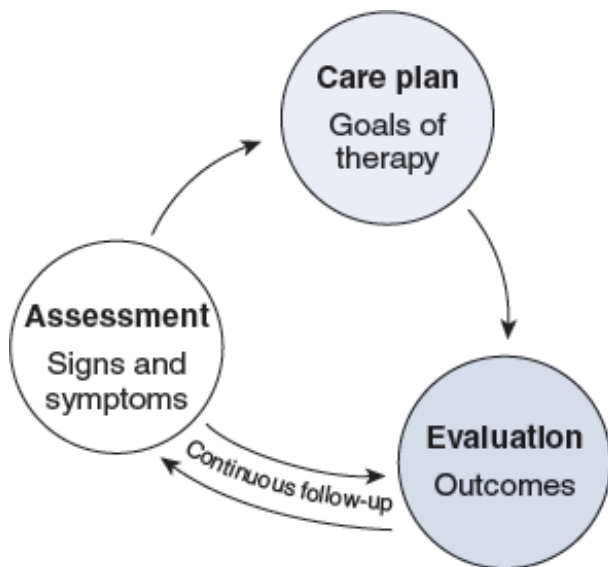 Care plan
Goals of
therapy
Assessment
Signs and
symptoms
Evaluation
Outcomes
Continuous follow-up